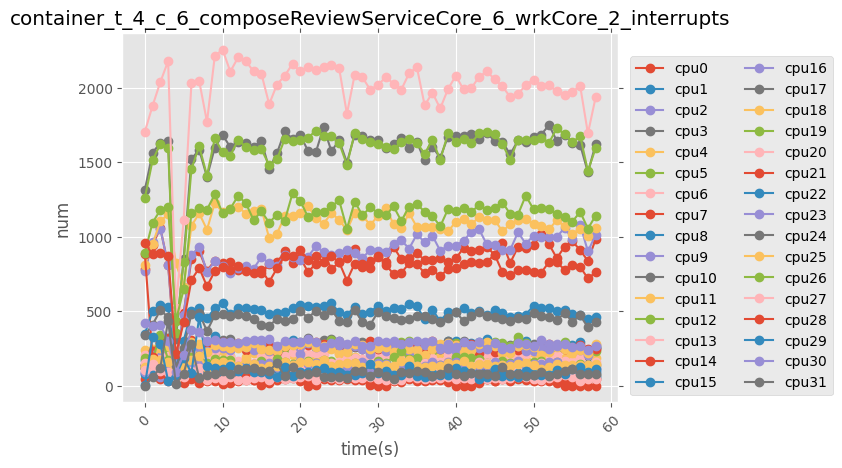 container_t_4_c_6_composeReviewServiceCore_6_wrkCore_2_interrupts
2000
1500
1000
500
0
num
0
10
20
30
40
50
60
time(s)
cpu0
cpu1
cpu2
cpu3
cpu4
cpu5
cpu6
cpu7
cpu8
cpu9
cpu10
cpu11
cpu12
cpu13
cpu14
cpu15
cpu16
cpu17
cpu18
cpu19
cpu20
cpu21
cpu22
cpu23
cpu24
cpu25
cpu26
cpu27
cpu28
cpu29
cpu30
cpu31